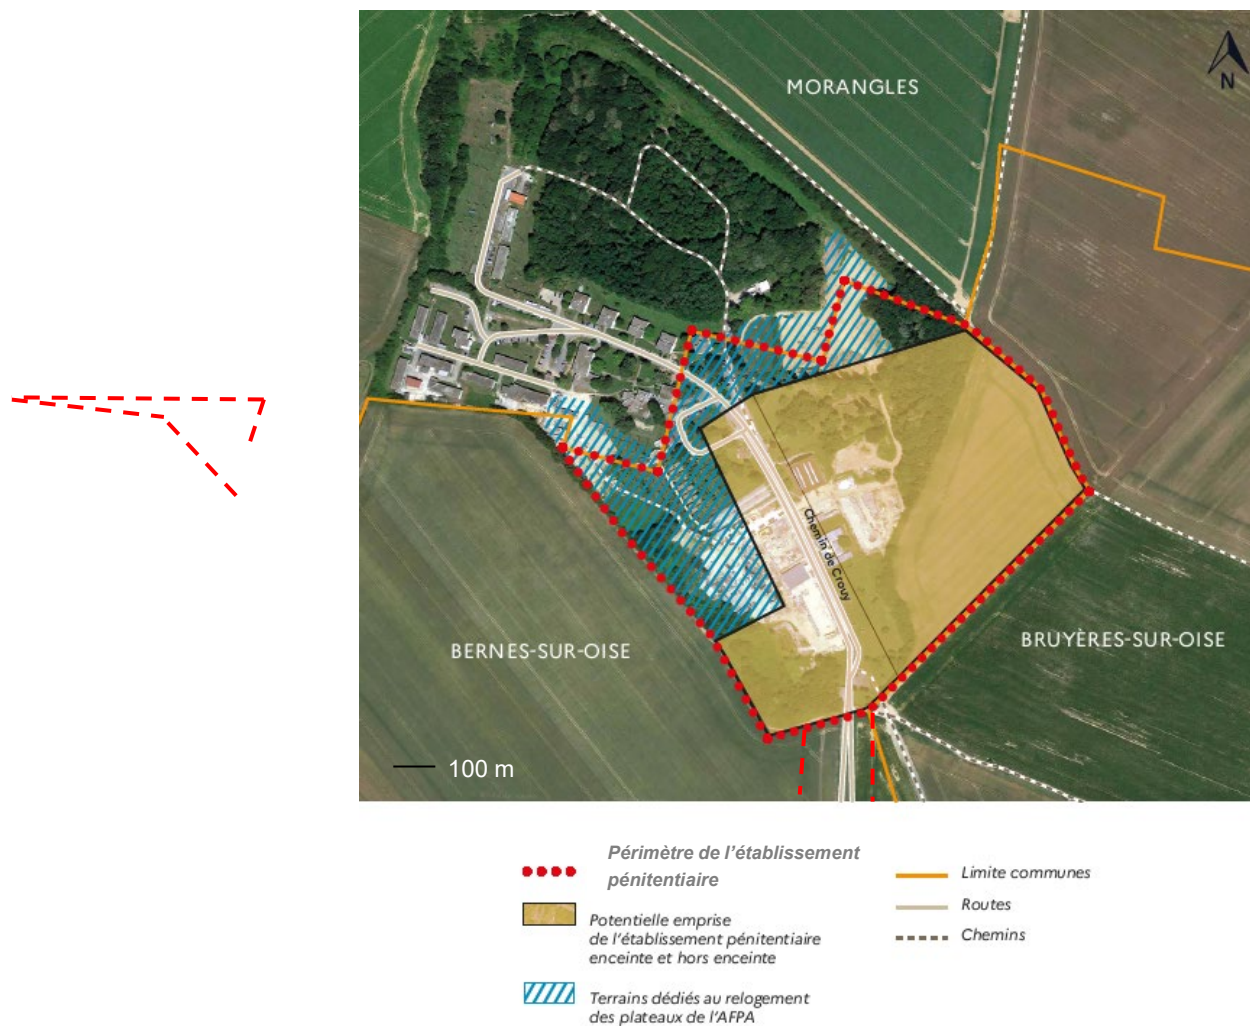 MORANGLES
N
Chemin de Crouy
BERNES-SUR-OISE
BRUYÈRES-SUR-OISE
100 m
Périmètre de l'établissement
pénitentiaire
Potentielle emprise
de l'établissement pénitentiaire
enceinte et hors enceinte
Terrains dédiés au relogement
des plateaux de l'AFPA
Limite communes
Routes
Chemins